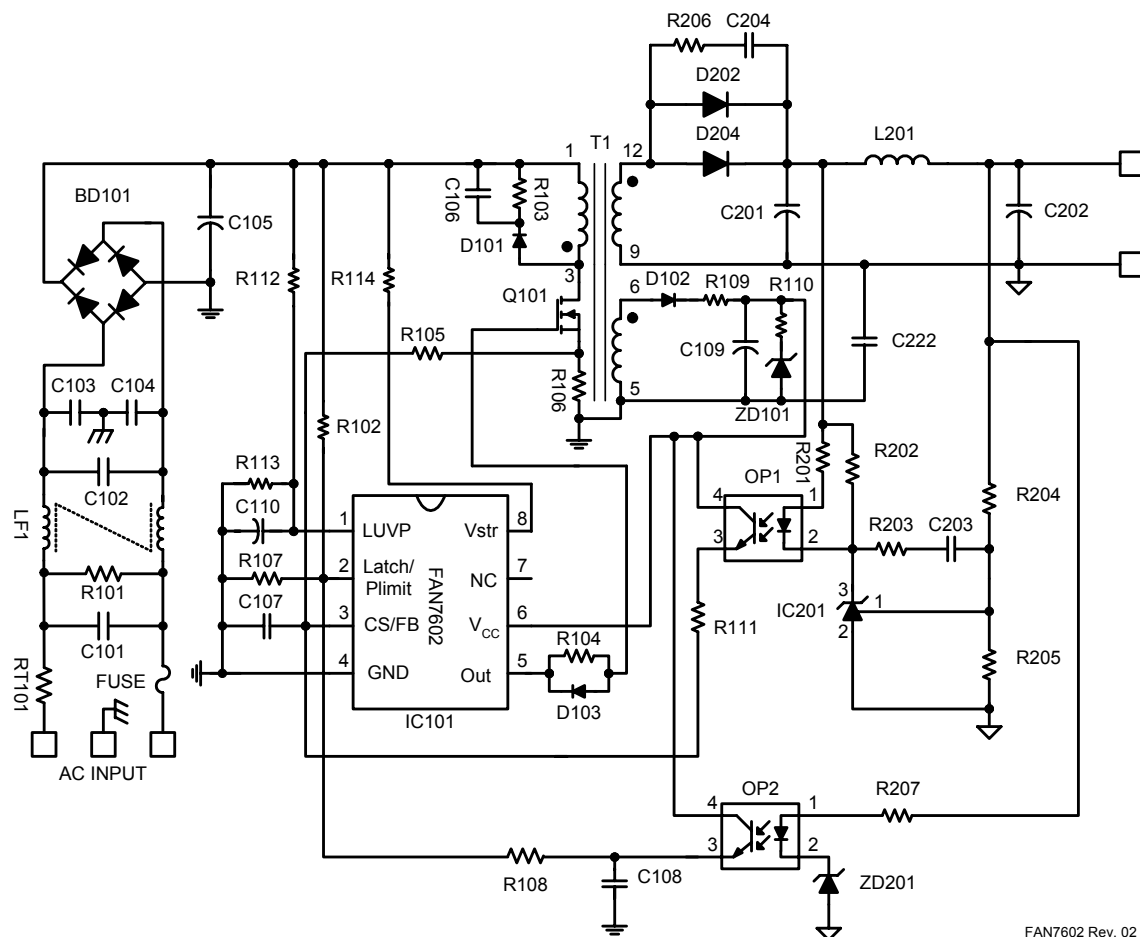 R206
C204
D202
D204
T1
L201
1
12
BD101
C105
C106
R103
D101
3
9
C201
C202
R112
R114
Q101
6
D102
R109
R110
R105
C109
C222
R106
5
ZD101
C103
C104
R102
R201
R202
C102
R113
OP1
R204
LF1
C110
4
1
1
LUVP
Vstr
8
3
2
R203
C203
R107
2
Latch/
Plimit
FAN7602
NC
7
R101
C107
3
CS/FB
VCC
6
R111
IC201
3
1
2
C101
R104
R205
RT101
FUSE
4
GND
Out
5
D103
IC101
AC INPUT
OP2
4
1
R207
3
2
R108
C108
ZD201
FAN7602 Rev. 02